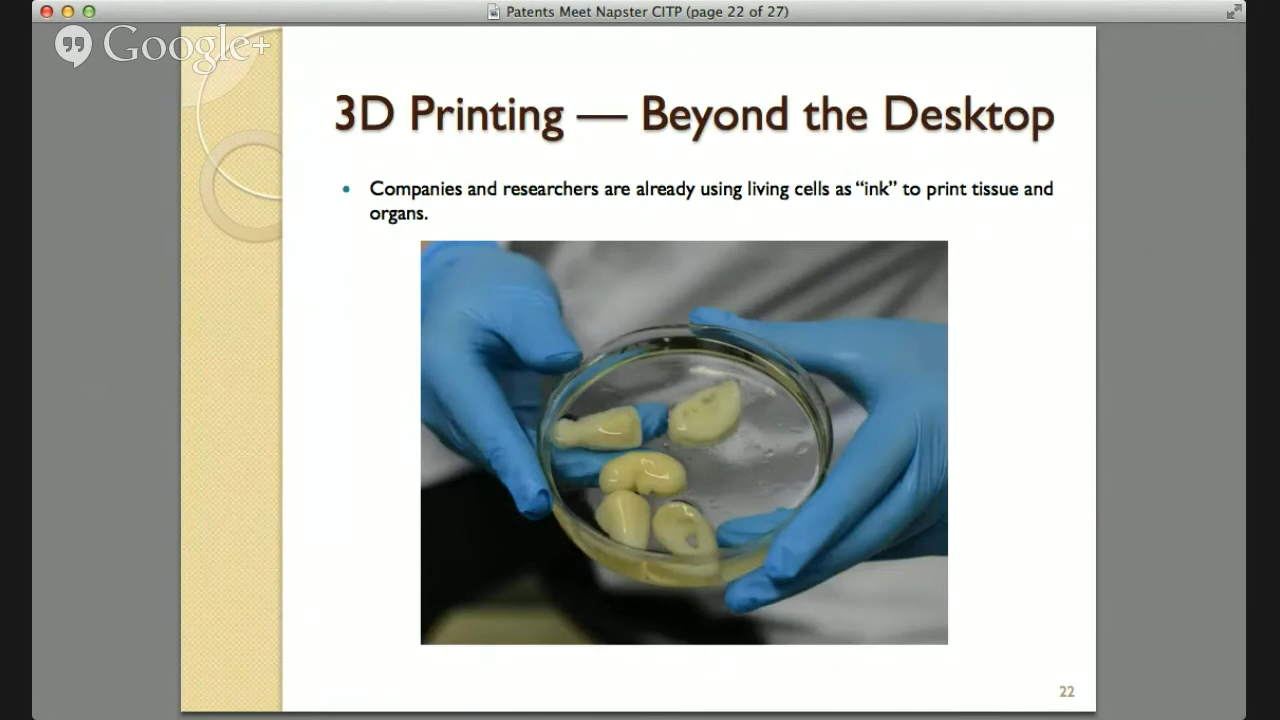 Patents Meet Napster CITP (page 22 of 27)
Google+
3D Printing — Beyond the Desktop
• Companies and researchers are already using living cells as “ink” to print tissue and
organs.
22